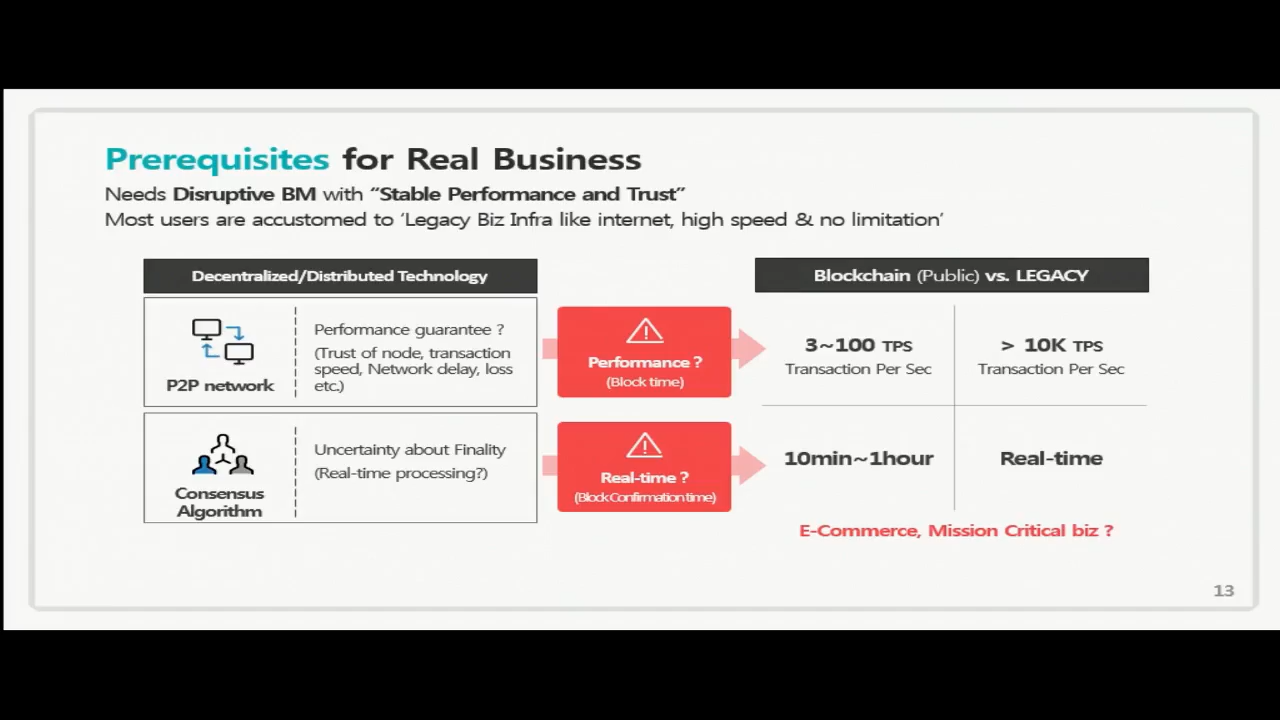 Prerequisites for Real Business
Needs Disruptive BM with “Stable Performance and Trust”
Most users are accustomed to ‘Legacy Biz Infra like internet, high speed & no limitation’
Decentralized/Distributed Technology
P2P network
Performance guarantee ?
(Trust of node, transaction
speed, Network delay, loss
etc.)
Consensus
Algorithm
Uncertainty about Finality
(Real-time processing?)
Performance ?
(Block time)
Real-time ?
(Block Confirmation time)
Blockchain (Public) vs. LEGACY
3~100 TPS
Transaction Per Sec
> 10K TPS
Transaction Per Sec
10min~1hour
Real-time
E-Commerce, Mission Critical biz ?
13